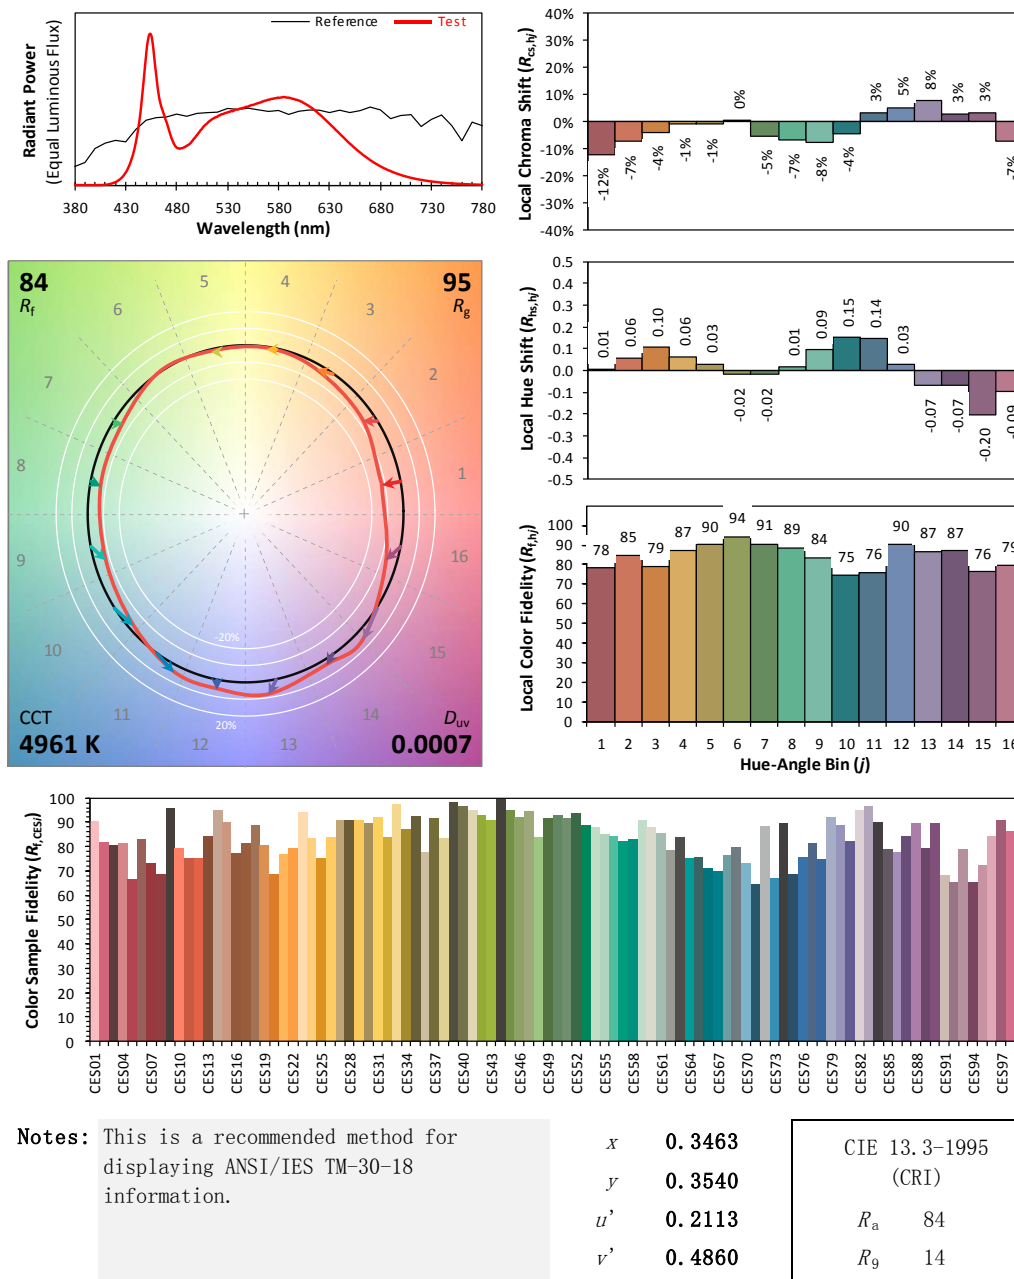 Radiant Power
(Equal Luminous Flux)
Reference
Test
380 430 480 530 580 630 680 730 780
Wavelength (nm)
Local Chroma Shift (Rcs,hj)
40%
30%
20%
10%
0%
-10%
-20%
-30%
-40%
-12% -7% -4% -1% -1% 0% -5% -7% -8% -4% 3% 5% 8% 3% 3% -7%
84
Rf
95
Rg
1 2 3 4 5 6 7 8 9 10 11 12 13 14 15 16
-20%
20%
CCT
4961 K
Duv
0.0007
Local Hue Shift (Rhs,hj)
0.5
0.4
0.3
0.2
0.1
0.0
-0.1
-0.2
-0.3
-0.4
-0.5
0.01 0.06 0.10 0.06 0.03 -0.02 -0.02 0.01 0.09 0.15 0.14 0.03 -0.07 -0.07 -0.20 -0.09
Local Color Fidelity (Rf,hj)
100
90
80
70
60
50
40
30
20
10
0
78 85 79 87 90 94 91 89 84 75 76 90 87 87 76 79
1 2 3 4 5 6 7 8 9 10 11 12 13 14 15 16
Hue-Angle Bin (j)
Color Sample Fidelity (Rf,CESi)
100
90
80
70
60
50
40
30
20
10
0
CES01 CES04 CES07 CES10 CES13 CES16 CES19 CES22 CES25 CES28 CES31 CES34 CES37 CES40 CES43 CES46 CES49 CES52 CES55 CES58 CES61 CES64 CES67 CES70 CES73 CES76 CES79 CES82 CES85 CES88 CES91 CES94 CES97
Notes: This is a recommended method for
displaying ANSI/IES TM-30-18
information.
x 0.3463
y 0.3540
u' 0.2113
v' 0.4860
CIE 13.3-1995
(CRI)
Ra 84
R9 14